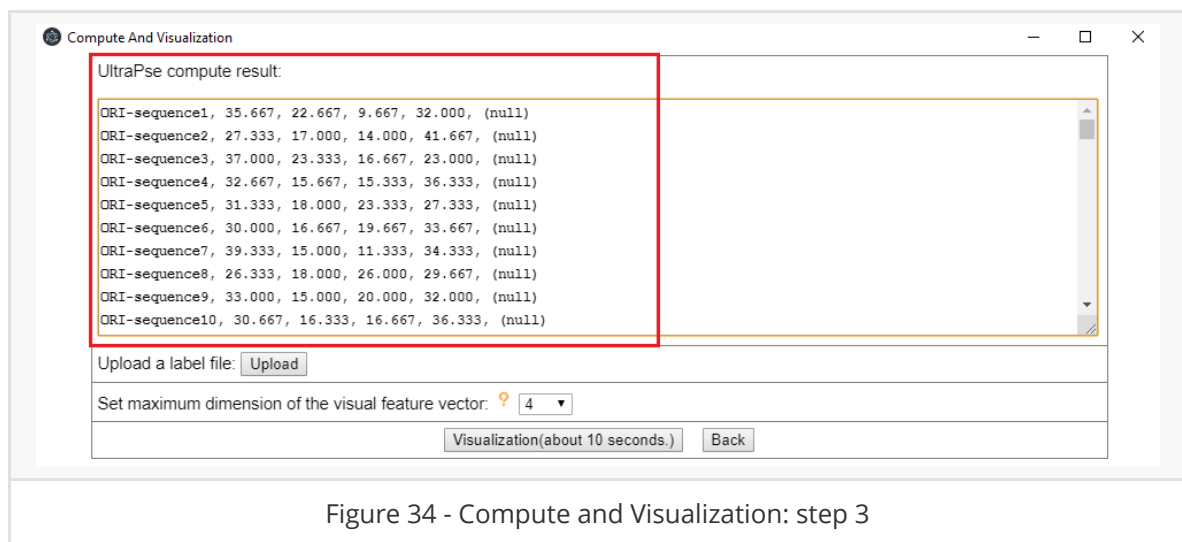 Compute And Visualization
UltraPse compute result:
ORI-sequence1, 35.667, 22.667, 9.667, 32.000, (null)
ORI-sequence2, 27.333, 17.000, 14.000, 41.667, (null)
ORI-sequence3, 37.000, 23.333, 16.667, 23.000, (null)
ORI-sequence4, 32.667, 15.667, 15.333, 36.333, (null)
ORI-sequence5, 31.333, 18.000, 23.333, 27.333, (null)
ORI-sequence6, 30.000, 16.667, 19.667, 33.667, (null)
ORI-sequence7, 39.333, 15.000, 11.333, 34.333, (null)
ORI-sequence8, 26.333, 18.000, 26.000, 29.667, (null)
ORI-sequence9, 33.000, 15.000, 20.000, 32.000, (null)
ORI-sequence10, 30.667, 16.333, 16.667, 36.333, (null)
Upload a label file: Upload
Set maximum dimension of the visual feature vector: ? 4
Visualization(about 10 seconds.) Back
Figure 34 - Compute and Visualization: step 3